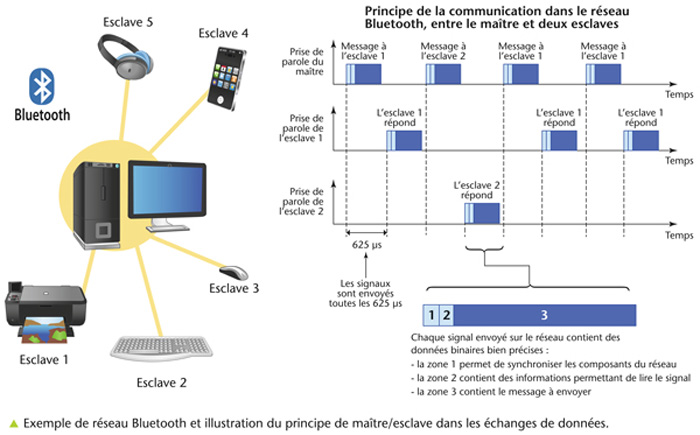 Esclave 5
Esclave 4
Bluetooth
Esclave 3
Esclave 1
Esclave 2
Principe de la communication dans le réseau
Bluetooth, entre le maître et deux esclaves
Prise de
parole du
maître
Message à
l'esclave 1
Message à
l'esclave 2
Message à
l'esclave 1
Message à
l'esclave 1
Temps
Prise de
parole de
l'esclave 1
L'esclave 1
répond
L'esclave 1
répond
L'esclave 1
répond
Temps
Prise de
parole de
l'esclave 2
L'esclave 2
répond
Temps
625 µs
Les signaux
sont envoyés
toutes les 625 µs
1 2 3
Chaque signal envoyé sur le réseau contient des
données binaires bien précises :
- la zone 1 permet de synchroniser les composants du réseau
- la zone 2 contient des informations permettant de lire le signal
- la zone 3 contient le message à envoyer
▲ Exemple de réseau Bluetooth et illustration du principe de maître/esclave dans les échanges de données.